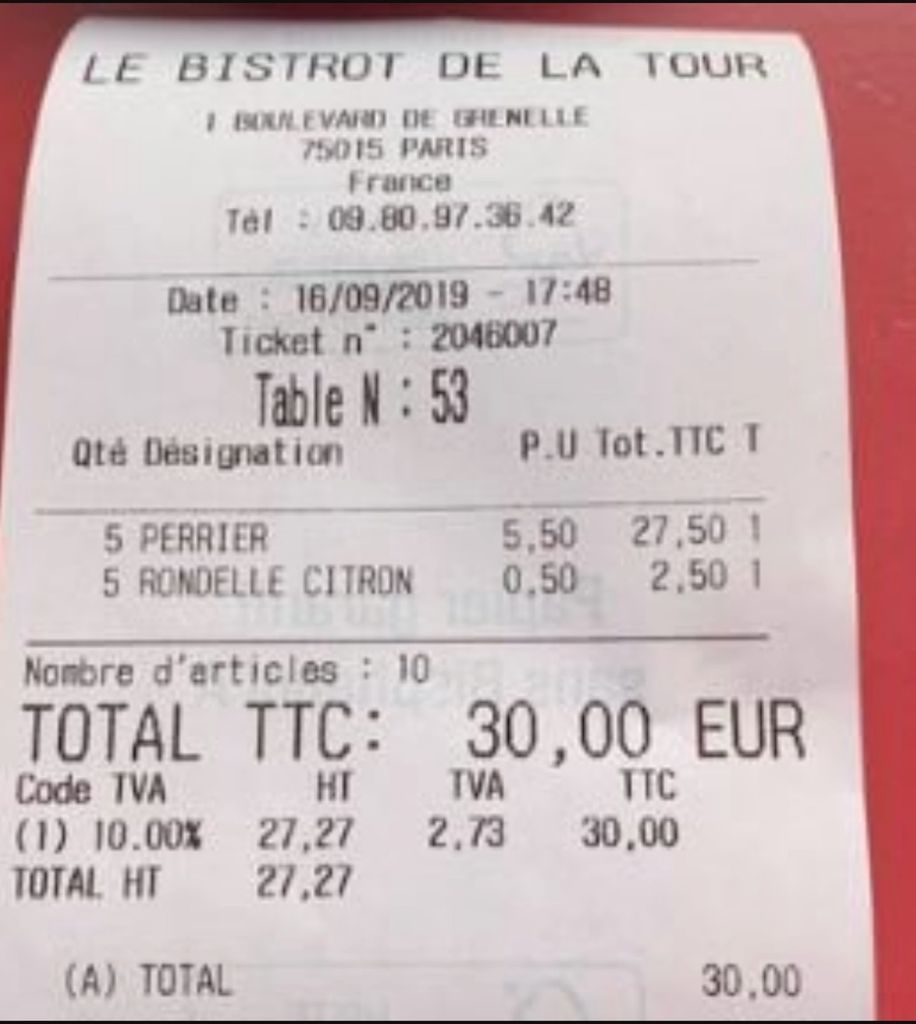 LE BISTROT DE LA TOUR
1 BOULEVARD DE GRENELLE
75015 PARIS
France
Tél : 09.80.97.36.42
Date : 16/09/2019 - 17:48
Ticket n° : 2046007
Table N : 53
Qté Désignation P.U Tot.TTC T
5 PERRIER 5,50 27,50 1
5 RONDELLE CITRON 0,50 2,50 1
Nombre d'articles : 10
TOTAL TTC: 30,00 EUR
Code TVA HT TVA TTC
(1) 10.00% 27,27 2,73 30,00
TOTAL HT 27,27
(A) TOTAL 30,00